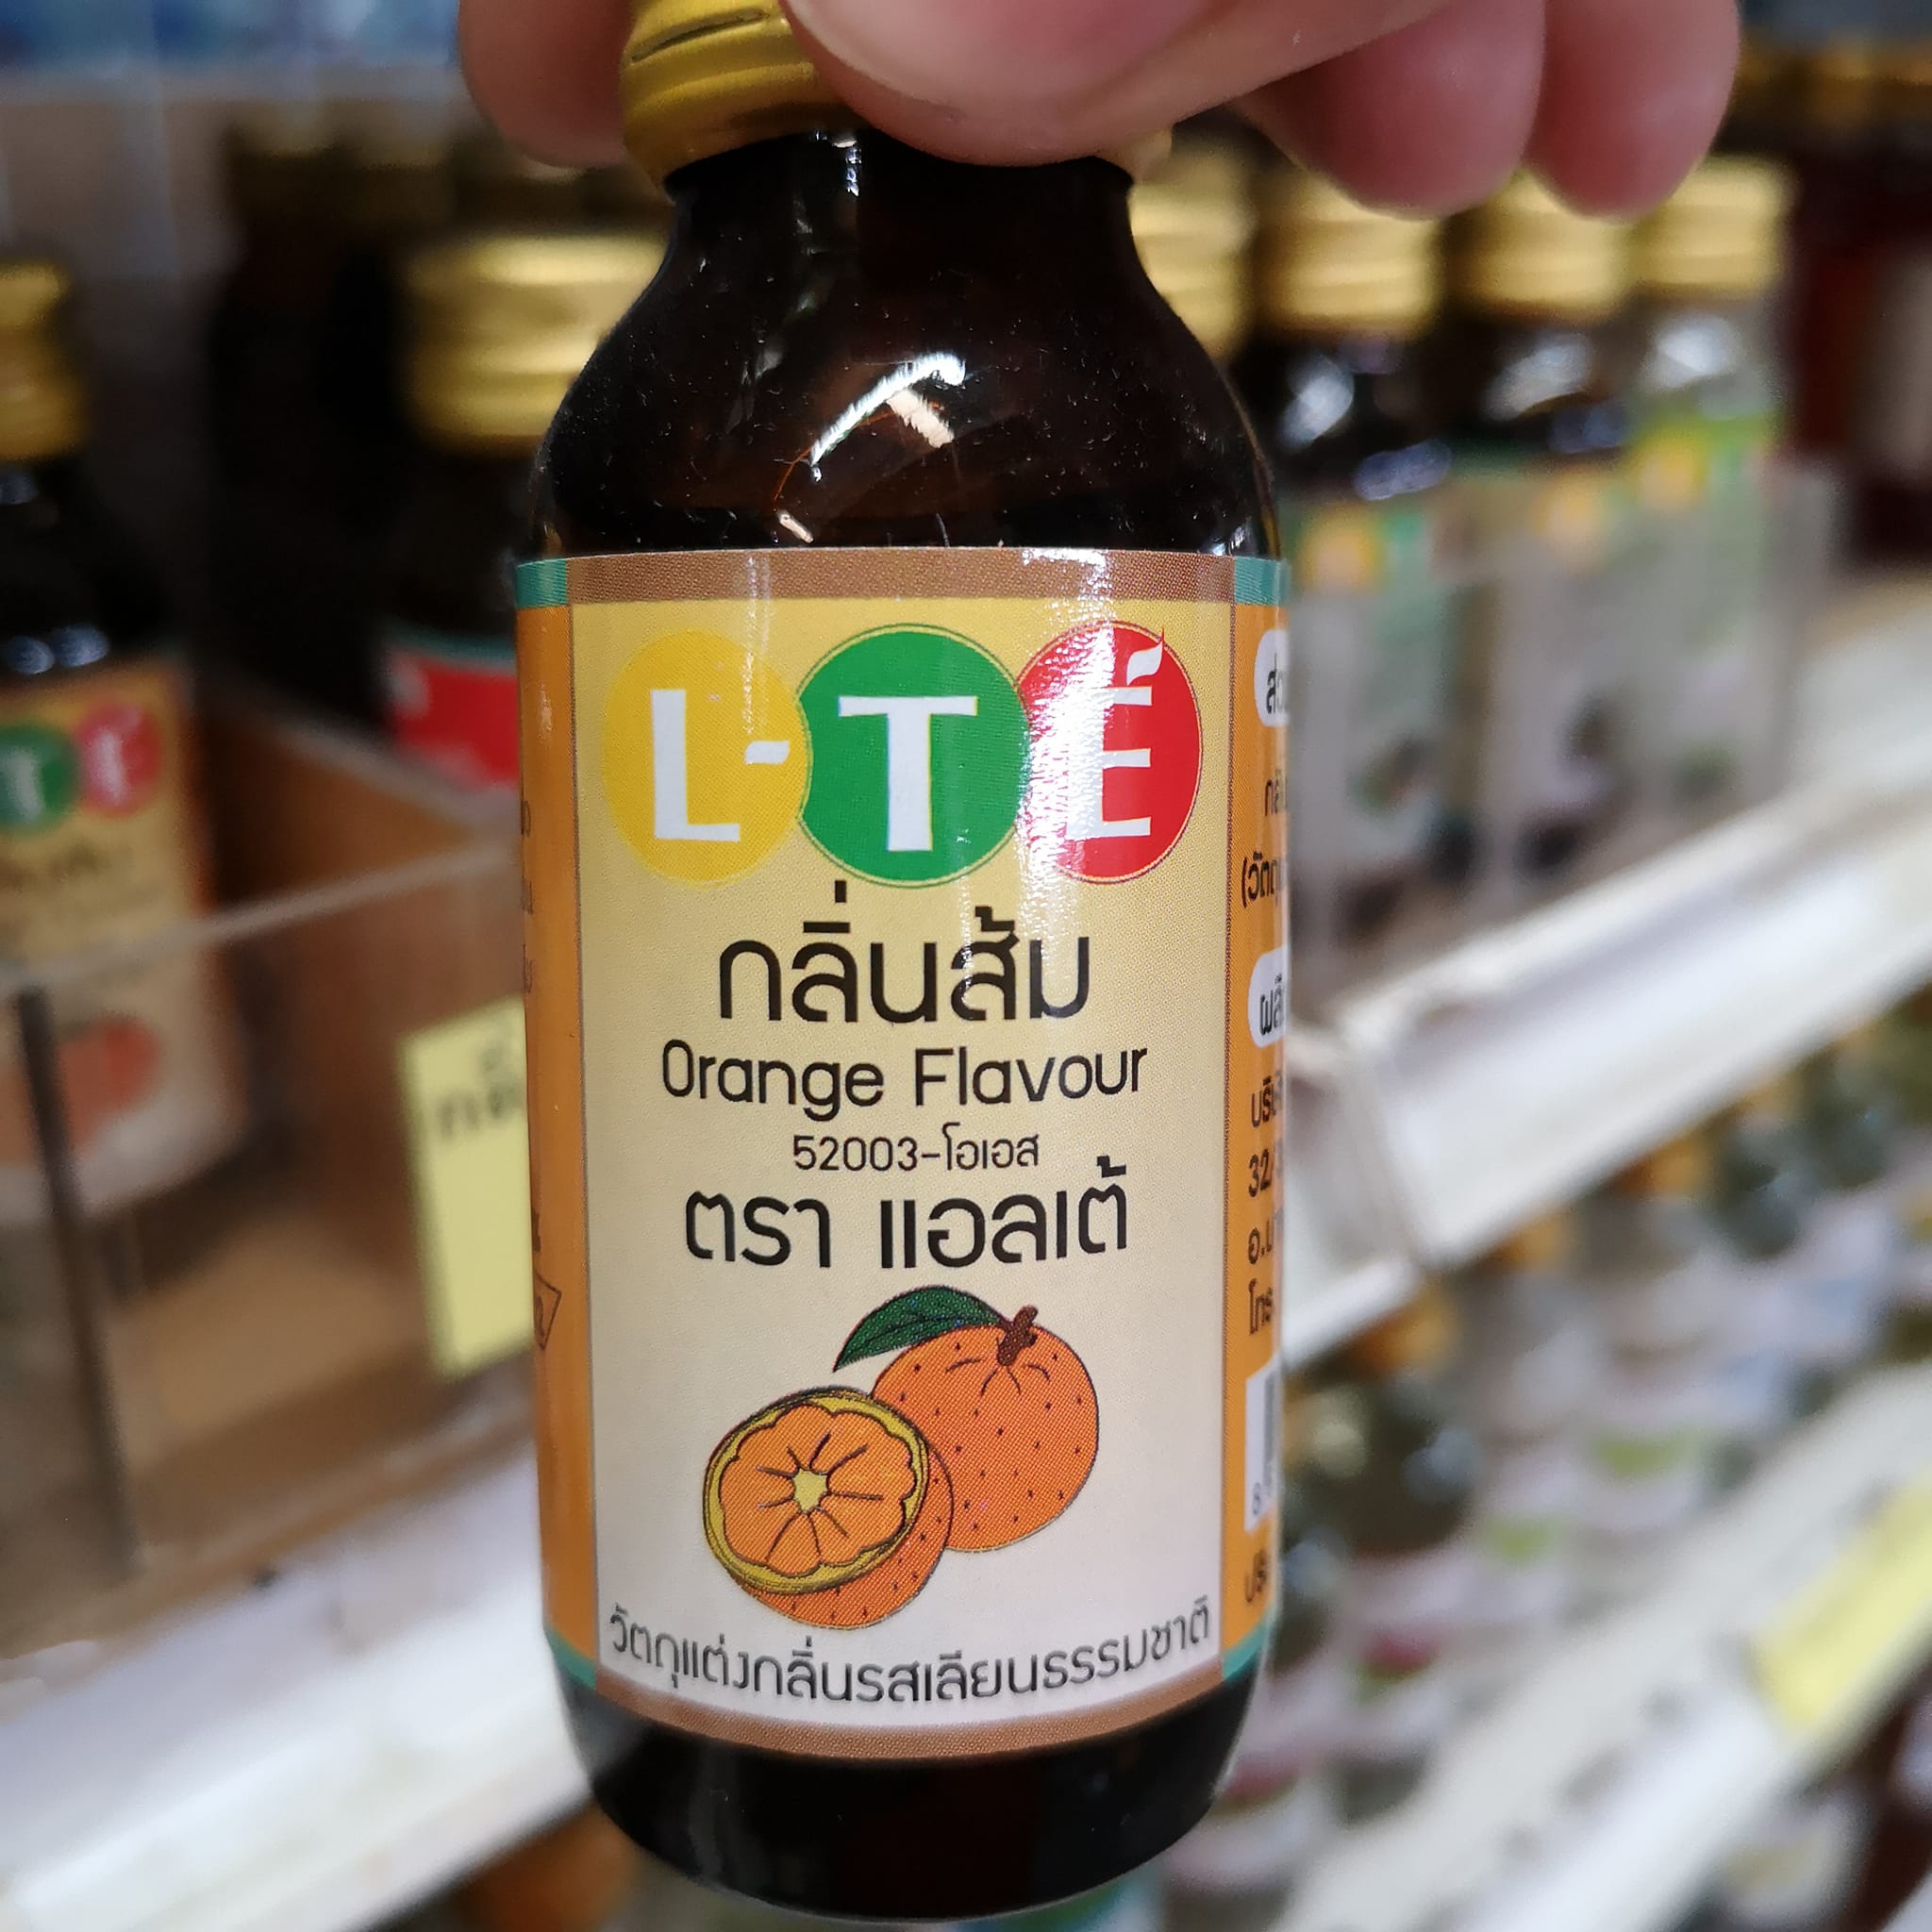 L-TÉ
กลิ่นส้ม
Orange Flavour
52003-โอเอส
ตรา แอลเต้
วัตถุแต่งกลิ่นรสเลียนธรรมชาติ